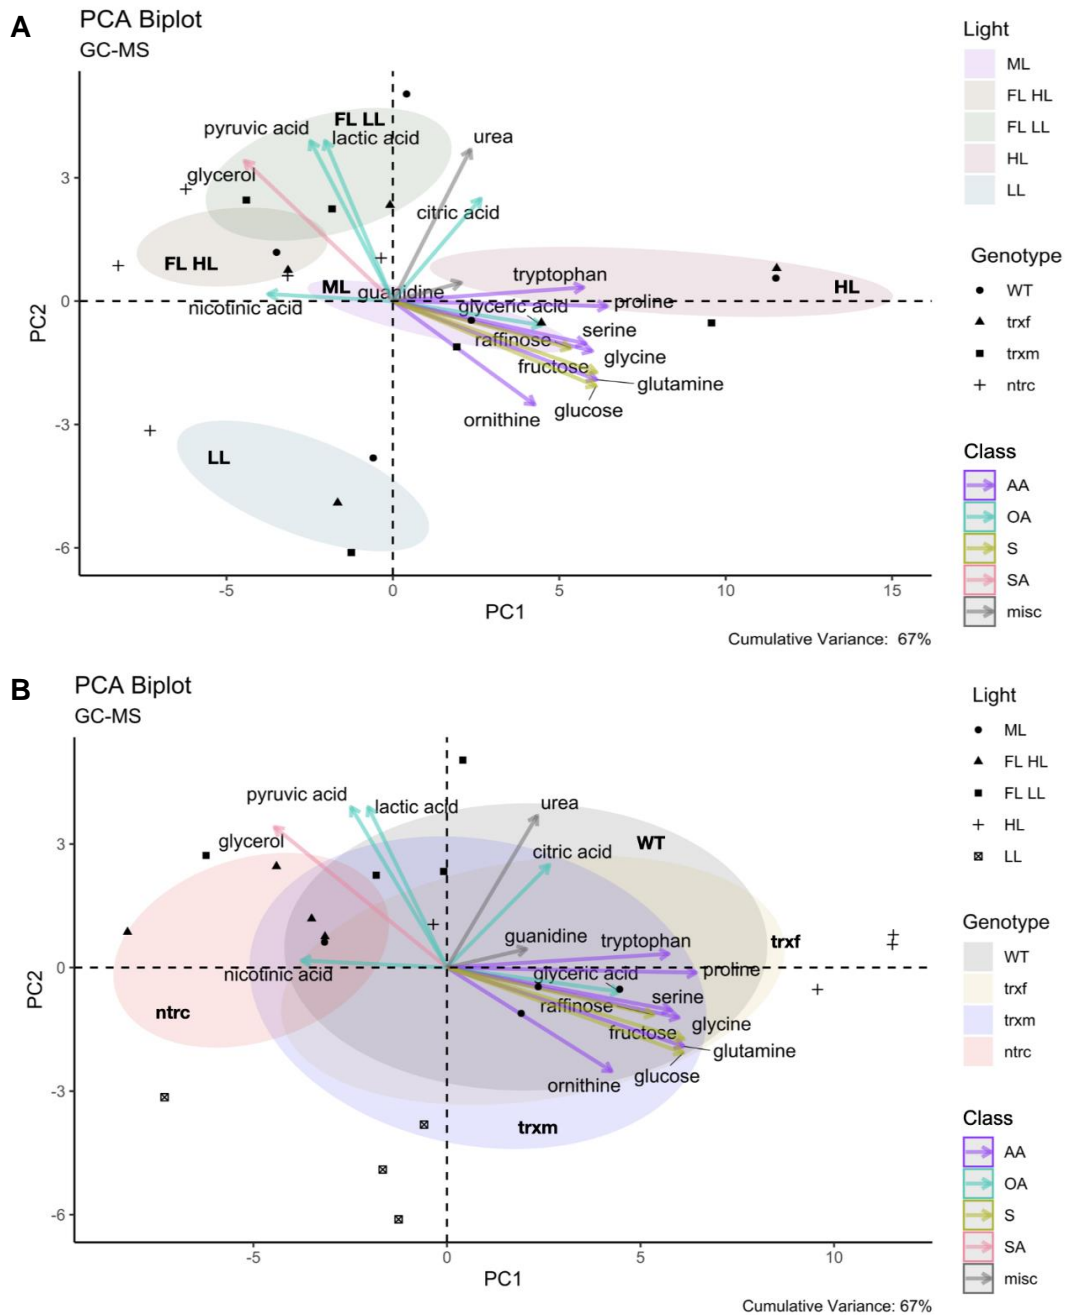 A
PCA Biplot
GC-MS
FL LL
pyruvic acid
lactic acid
urea
glycerol
citric acid
FL HL
ML
guanidine
tryptophan
HL
nicotinic acid
glyceric acid
proline
raffinose
serine
fructose
glycine
glutamine
glucose
ornithine
LL
3
0
-3
-6
PC2
-5
0
5
10
15
PC1
Cumulative Variance: 67%
Light
ML
FL HL
FL LL
HL
LL
Genotype
WT
trxf
trxm
ntrc
Class
AA
OA
S
SA
misc
B
PCA Biplot
GC-MS
pyruvic acid
lactic acid
urea
glycerol
citric acid
WT
guanidine
tryptophan
trxf
nicotinic acid
glyceric acid
proline
raffinose
serine
ntrc
fructose
glycine
glutamine
glucose
ornithine
trxm
3
0
-3
-6
PC2
-5
0
5
10
PC1
Cumulative Variance: 67%
Light
ML
FL HL
FL LL
HL
LL
Genotype
WT
trxf
trxm
ntrc
Class
AA
OA
S
SA
misc